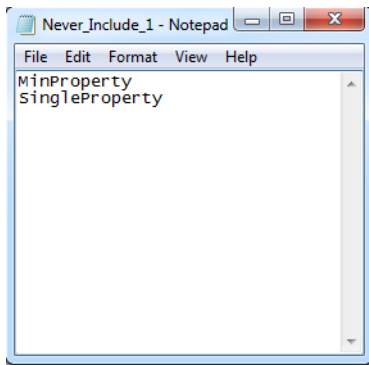 Never_Include_1 - Notepad
File Edit Format View Help
MinProperty
SingleProperty